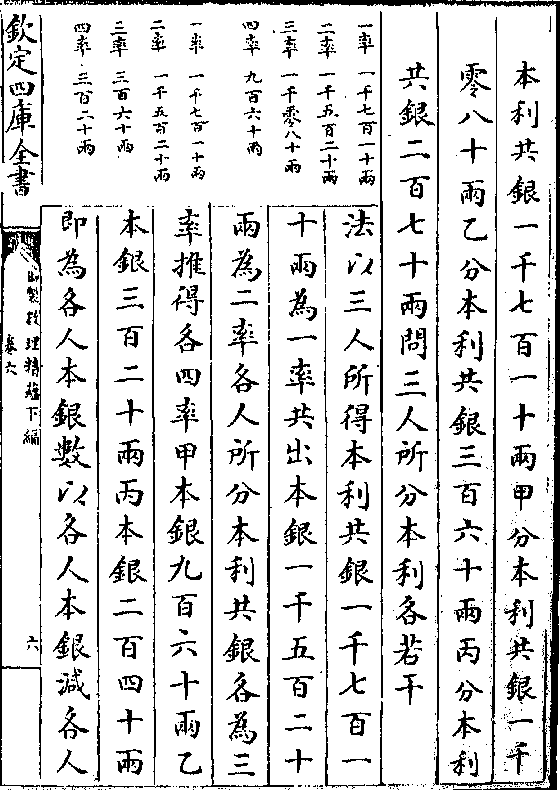 本利共銀一千七百一十兩甲分本利共銀一千
零八十兩乙分本利共銀三百六十兩丙分本利
共銀二百七十兩問三人所分本利各若干
一率 一千七百一十兩
二率 一千五百二十兩
三率 一千零八十兩
四率 九百六十兩
一率 一千七百一十兩
二率 一千五百二十兩
三率 三百六十兩
四率 三百二十兩
法以三人所得本利共銀一千七百一
十兩為一率共出本銀一千五百二十
兩為二率各人所分本利共銀各為三
率推得各四率甲本銀九百六十兩乙
本銀三百二十兩丙本銀二百四十兩
即為各人本銀數以各人本銀減各人
欽定四庫全書
御製數理精蘊下編
卷六
六